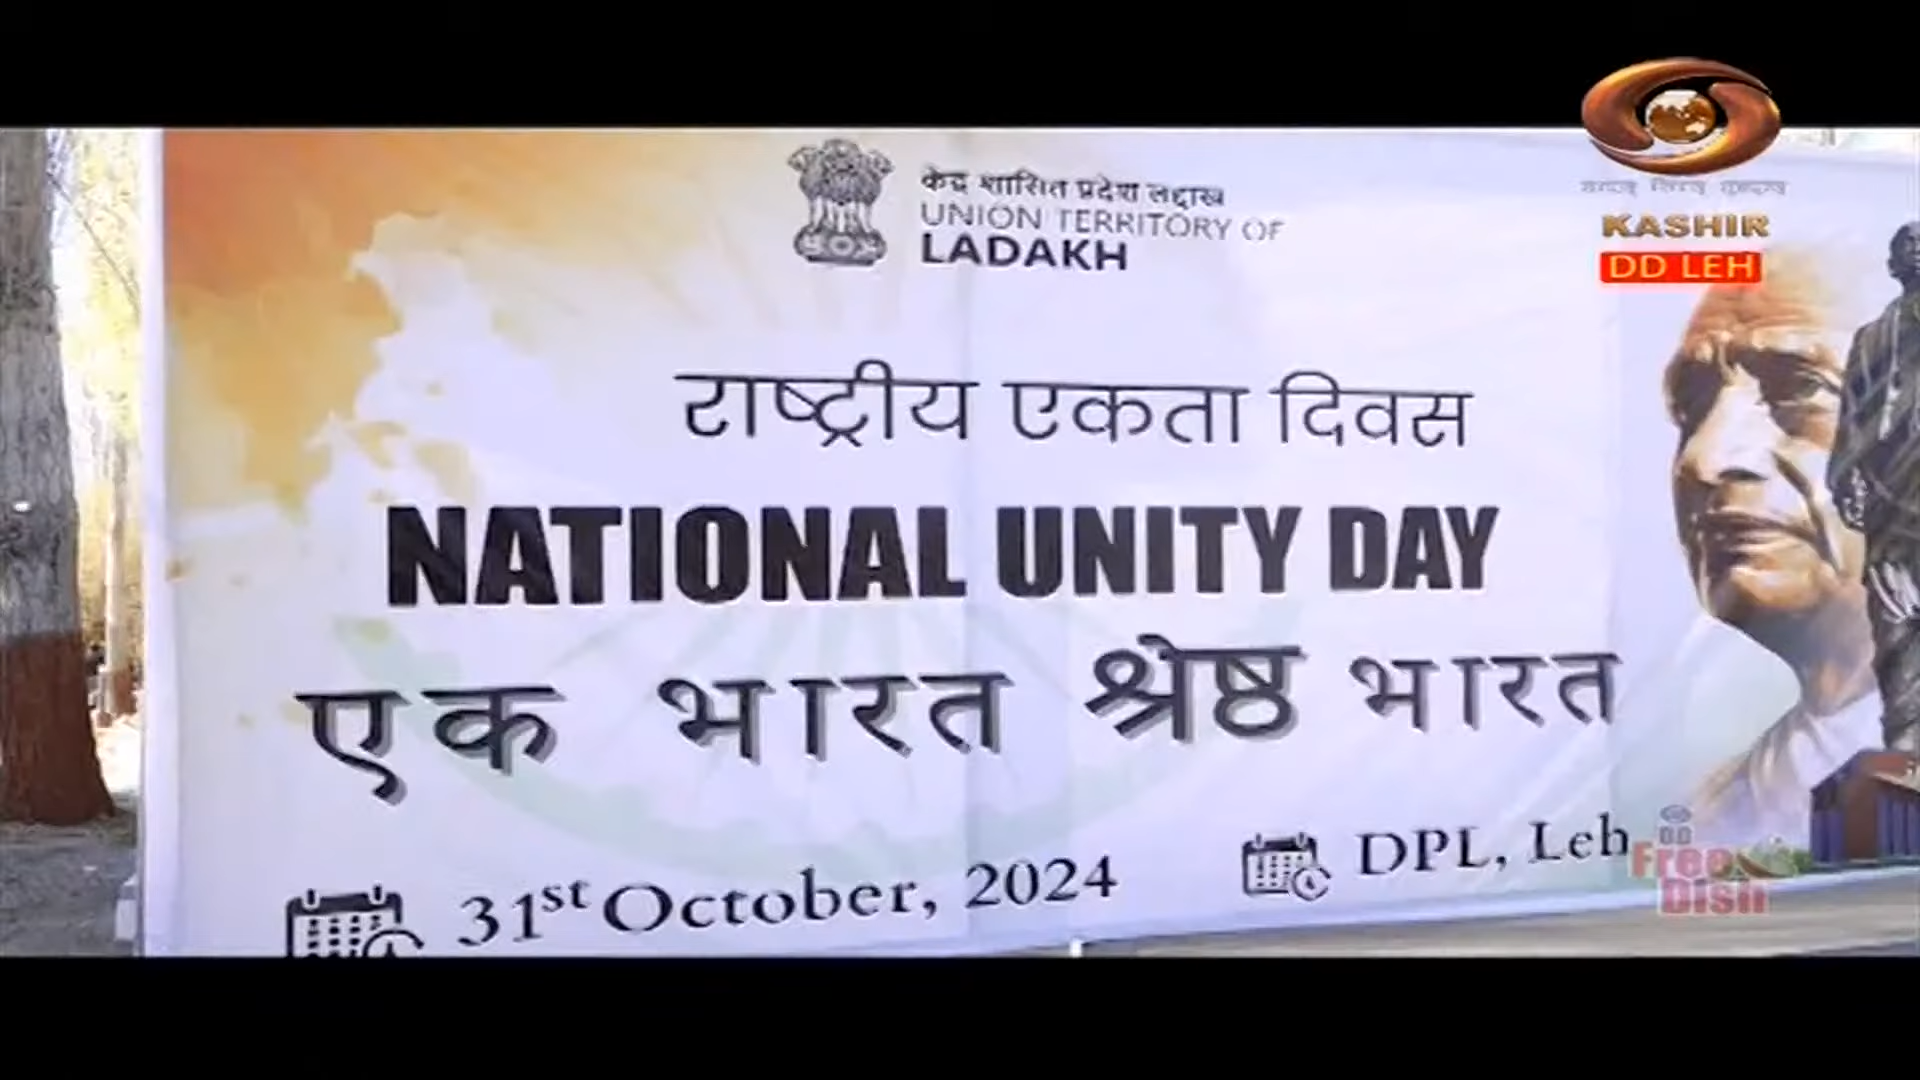 केंद्र शासित प्रदेश लद्दाख
UNION TERRITORY OF
LADAKH
KASHIR
DD LEH
राष्ट्रीय एकता दिवस
NATIONAL UNITY DAY
एक भारत श्रेष्ठ भारत
31st October, 2024
DPL, Leh
DD
Free
Dish